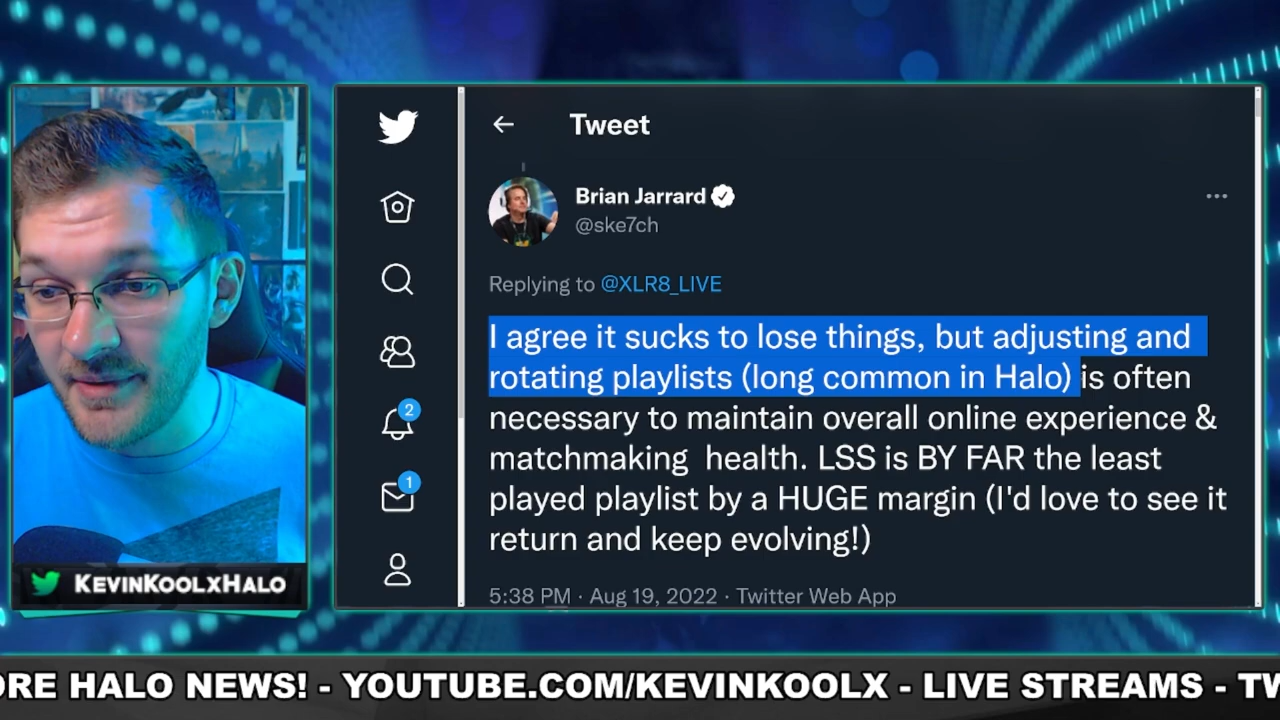 Tweet
Brian Jarrard
@ske7ch
Replying to @XLR8_LIVE
I agree it sucks to lose things, but adjusting and
rotating playlists (long common in Halo) is often
necessary to maintain overall online experience &
matchmaking health. LSS is BY FAR the least
played playlist by a HUGE margin (I'd love to see it
return and keep evolving!)
5:38 PM · Aug 19, 2022 · Twitter Web App
2
1
KEVINKOOLXHALO
ORE HALO NEWS! - YOUTUBE.COM/KEVINKOOLX - LIVE STREAMS - TW